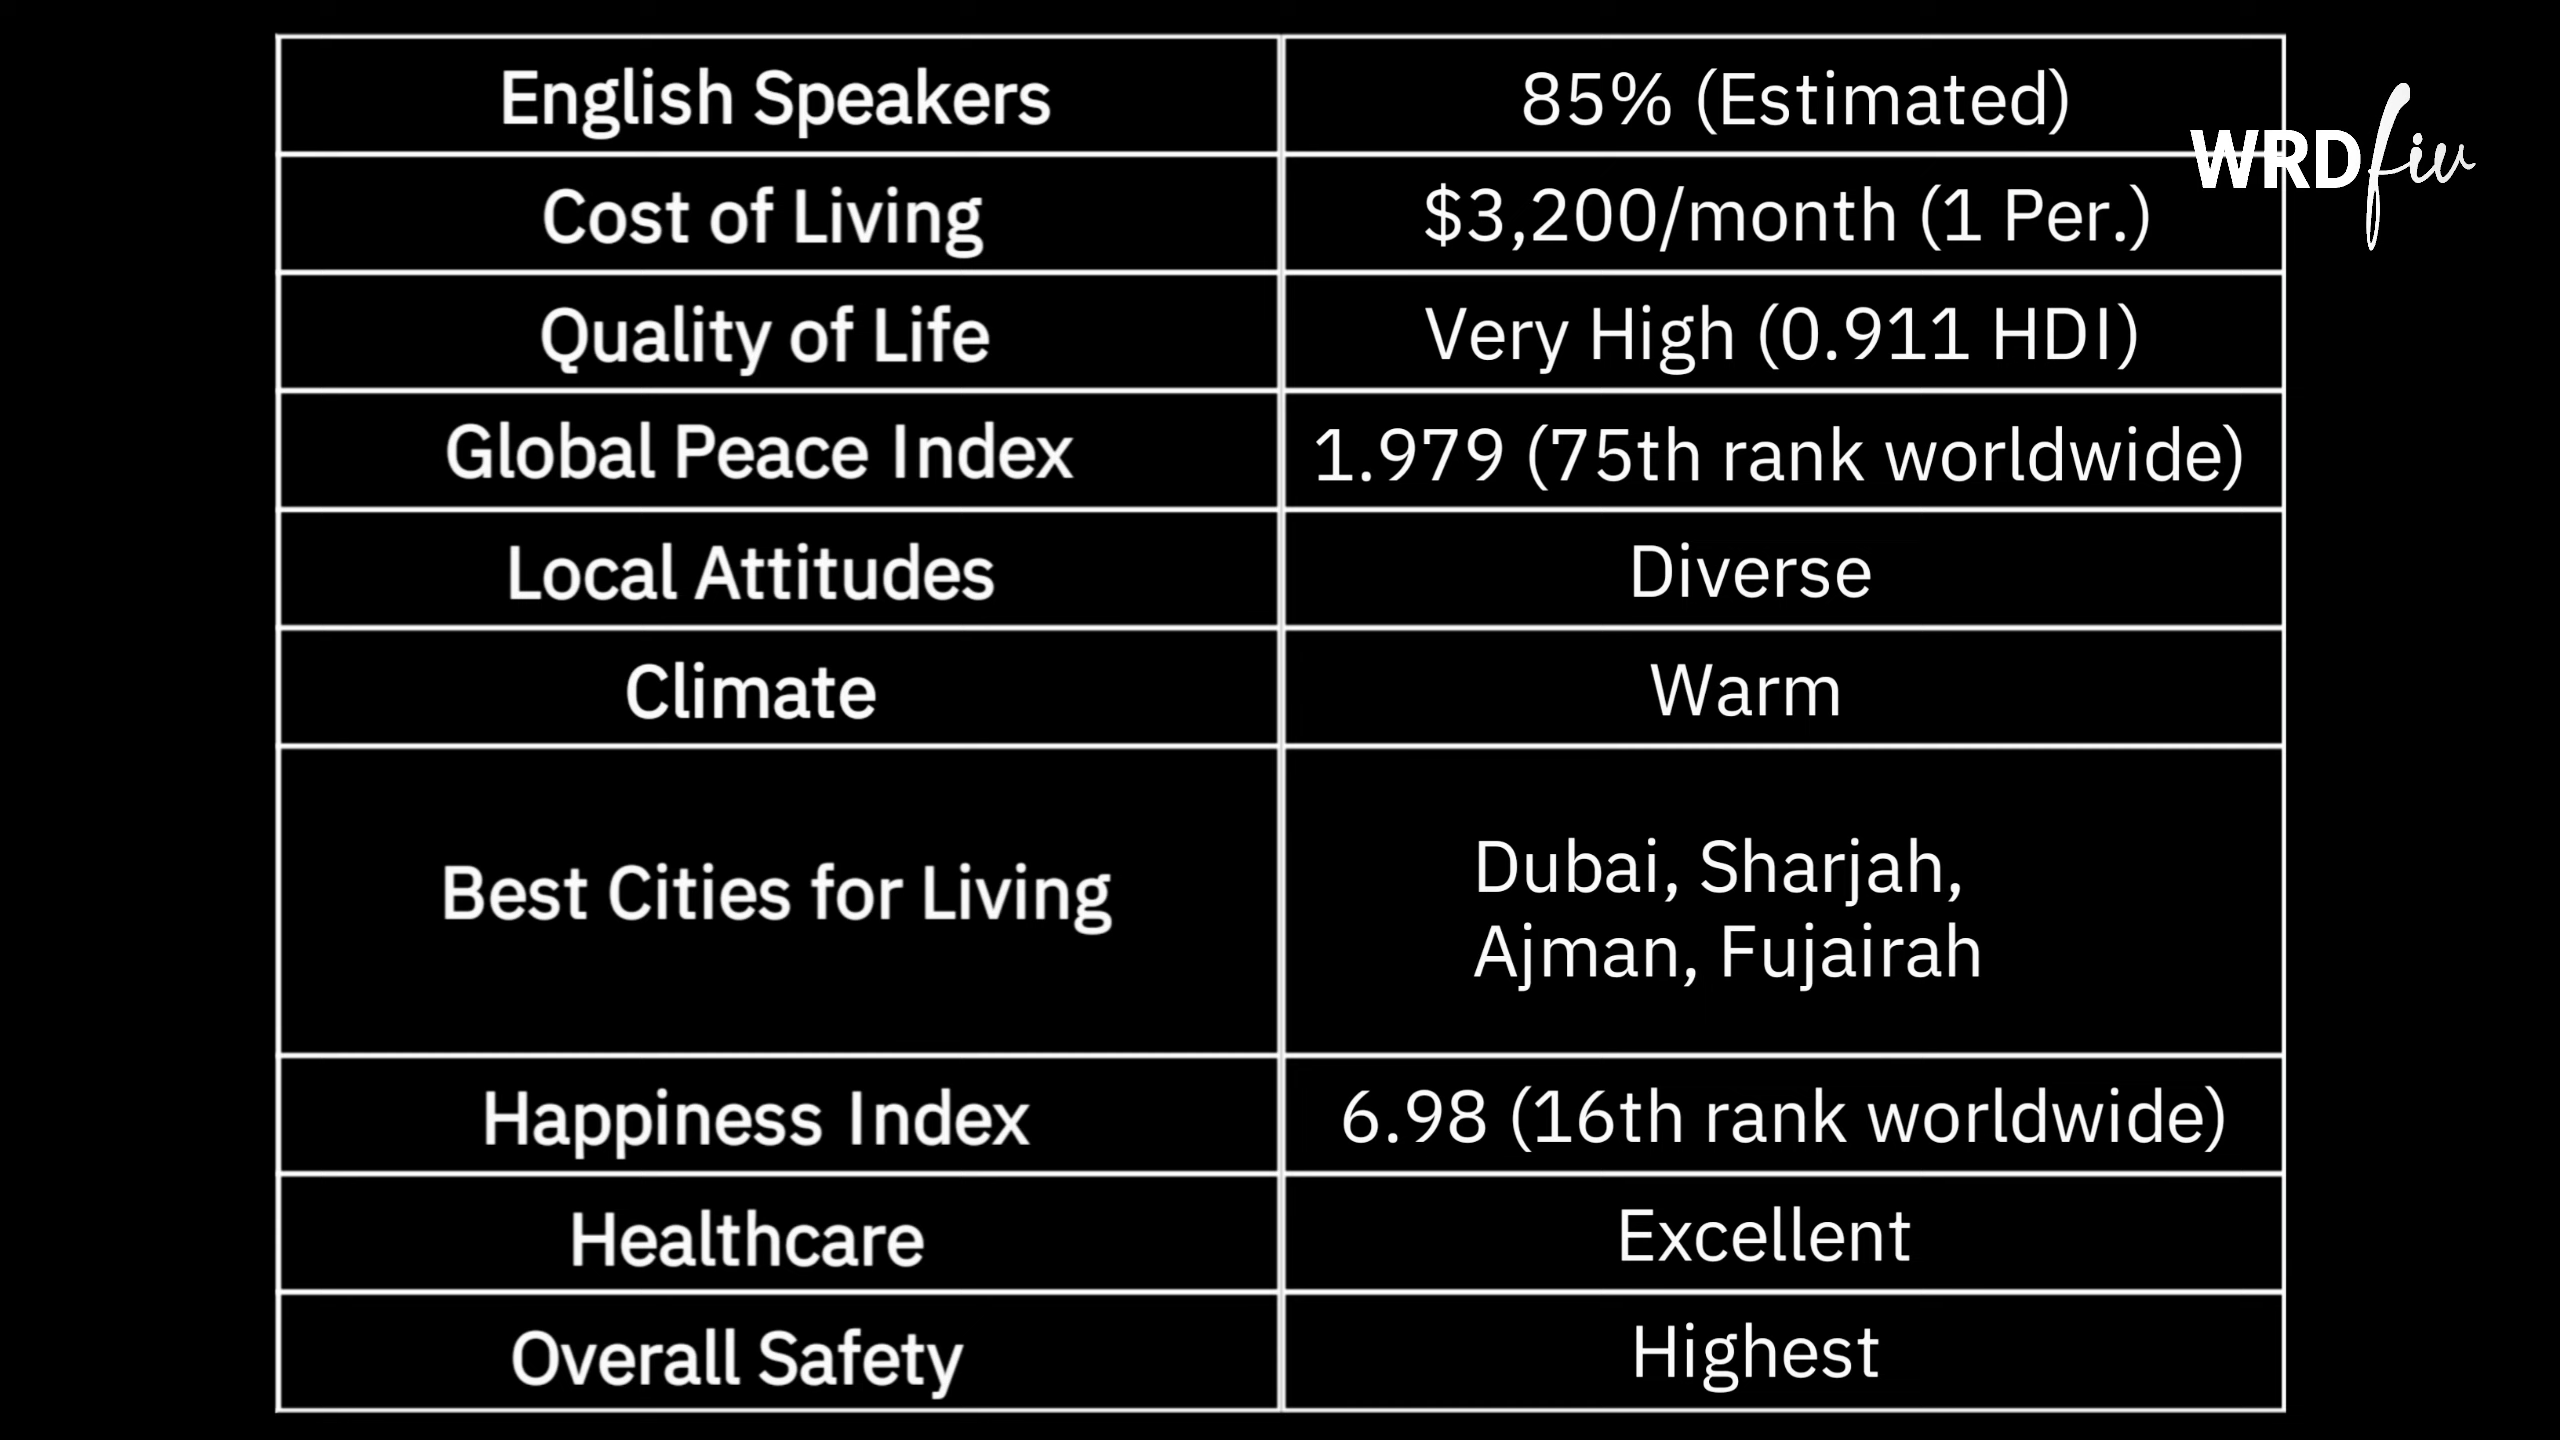 English Speakers 85% (Estimated)
WRDfiv
Cost of Living $3,200/month (1 Per.)
Quality of Life Very High (0.911 HDI)
Global Peace Index 1.979 (75th rank worldwide)
Local Attitudes Diverse
Climate Warm
Best Cities for Living Dubai, Sharjah,
Ajman, Fujairah
Happiness Index 6.98 (16th rank worldwide)
Healthcare Excellent
Overall Safety Highest